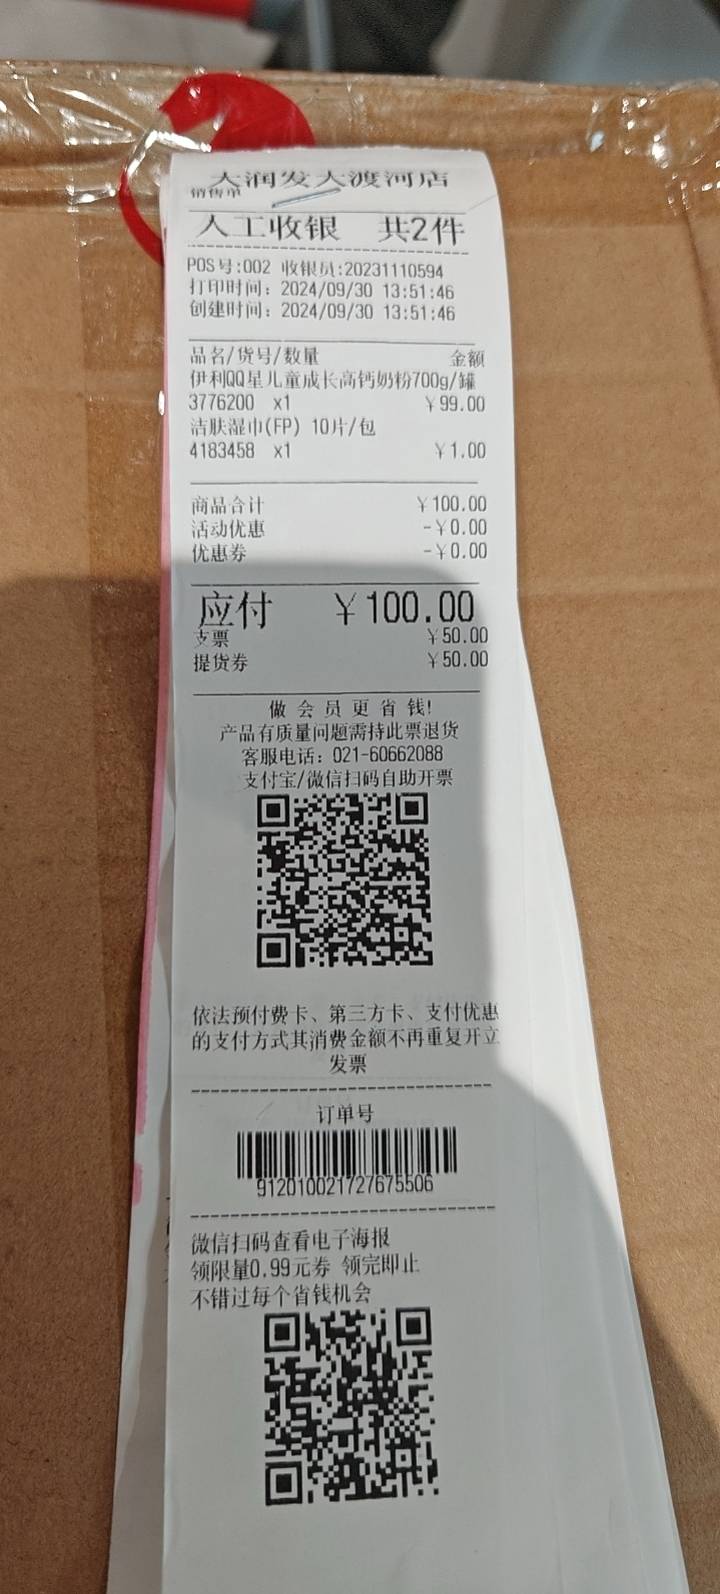 大润发大渡河店
销售单
人工收银 共2件
POS号:002 收银员:20231110594
打印时间: 2024/09/30 13:51:46
创建时间: 2024/09/30 13:51:46
品名/货号/数量 金额
伊利QQ星儿童成长高钙奶粉700g/罐
3776200 x1 ￥99.00
洁肤湿巾(FP) 10片/包
4183458 x1 ￥1.00
商品合计 ￥100.00
活动优惠 -￥0.00
优惠券 -￥0.00
应付 ￥100.00
支票 ￥50.00
提货券 ￥50.00
做会员更省钱!
产品有质量问题需持此票退货
客服电话: 021-60662088
支付宝/微信扫码自助开票
依法预付费卡、第三方卡、支付优惠
的支付方式其消费金额不再重复开立
发票
订单号
912010021727675506
微信扫码查看电子海报
领限量0.99元券 领完即止
不错过每个省钱机会